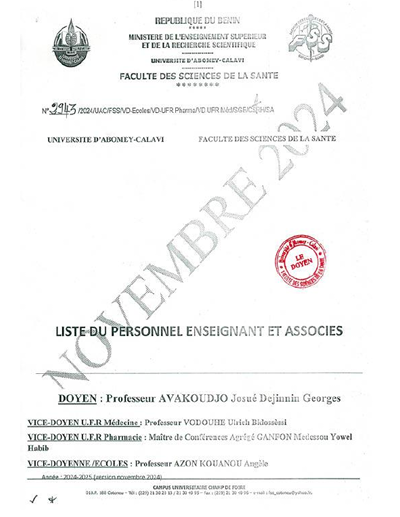 [1]
REPUBLIQUE DU BENIN
*****
MINISTERE DE L'ENSEIGNEMENT SUPERIEUR
ET DE LA RECHERCHE SCIENTIFIQUE
*********
UNIVERSITE D'ABOMEY-CALAVI
*********
FACULTE DES SCIENCES DE LA SANTE
********
N° 2943/2024/UAC/FSS/VD-Ecoles/VD-UFR Pharma/VD UFR
UNIVERSITE D'ABOMEY-CALAVI FACULTE DES SCIENCES DE LA SANTE
NOVEMBRE 2024
LE
DOYEN
LISTE DU PERSONNEL ENSEIGNANT ET ASSOCIES
DOYEN : Professeur AVAKOUDJO Josué Dejinnin Georges
VICE-DOYEN U.F.R Médecine : Professeur VODOUHE Ulrich Bidossèsi
VICE-DOYEN U.F.R Pharmacie : Maître de Conférences Agrégé GANFON Medessou Yowel
Habib
VICE-DOYENNE /ECOLES : Professeur AZON KOUANOU Angèle
Année : 2024-2025 (version novembre 2024)
CAMPUS UNIVERSITAIRE CHAMP DE FOIRE